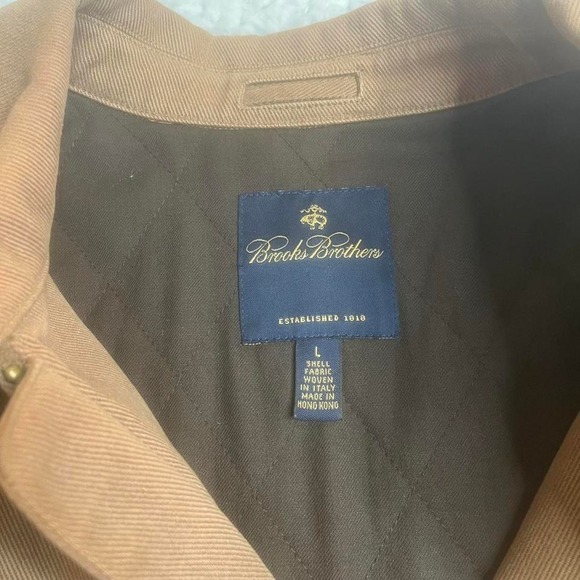 Brooks Brothers
ESTABLISHED 1818
L
SHELL
FABRIC
WOVEN
IN ITALY
MADE IN
HONG KONG